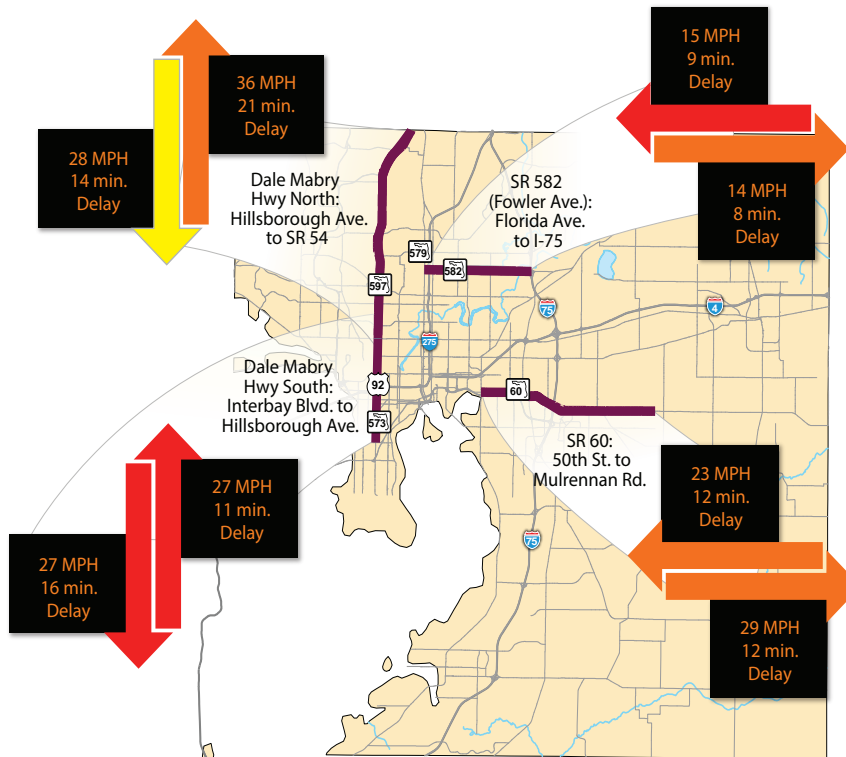 36 MPH
21 min.
Delay
28 MPH
14 min.
Delay
15 MPH
9 min.
Delay
14 MPH
8 min.
Delay
Dale Mabry
Hwy North:
Hillsborough Ave.
to SR 54
SR 582
(Fowler Ave.):
Florida Ave.
to I-75
579
582
597
75
4
275
Dale Mabry
Hwy South:
Interbay Blvd. to
Hillsborough Ave.
92
573
60
SR 60:
50th St. to
Mulrennan Rd.
27 MPH
11 min.
Delay
27 MPH
16 min.
Delay
23 MPH
12 min.
Delay
75
29 MPH
12 min.
Delay